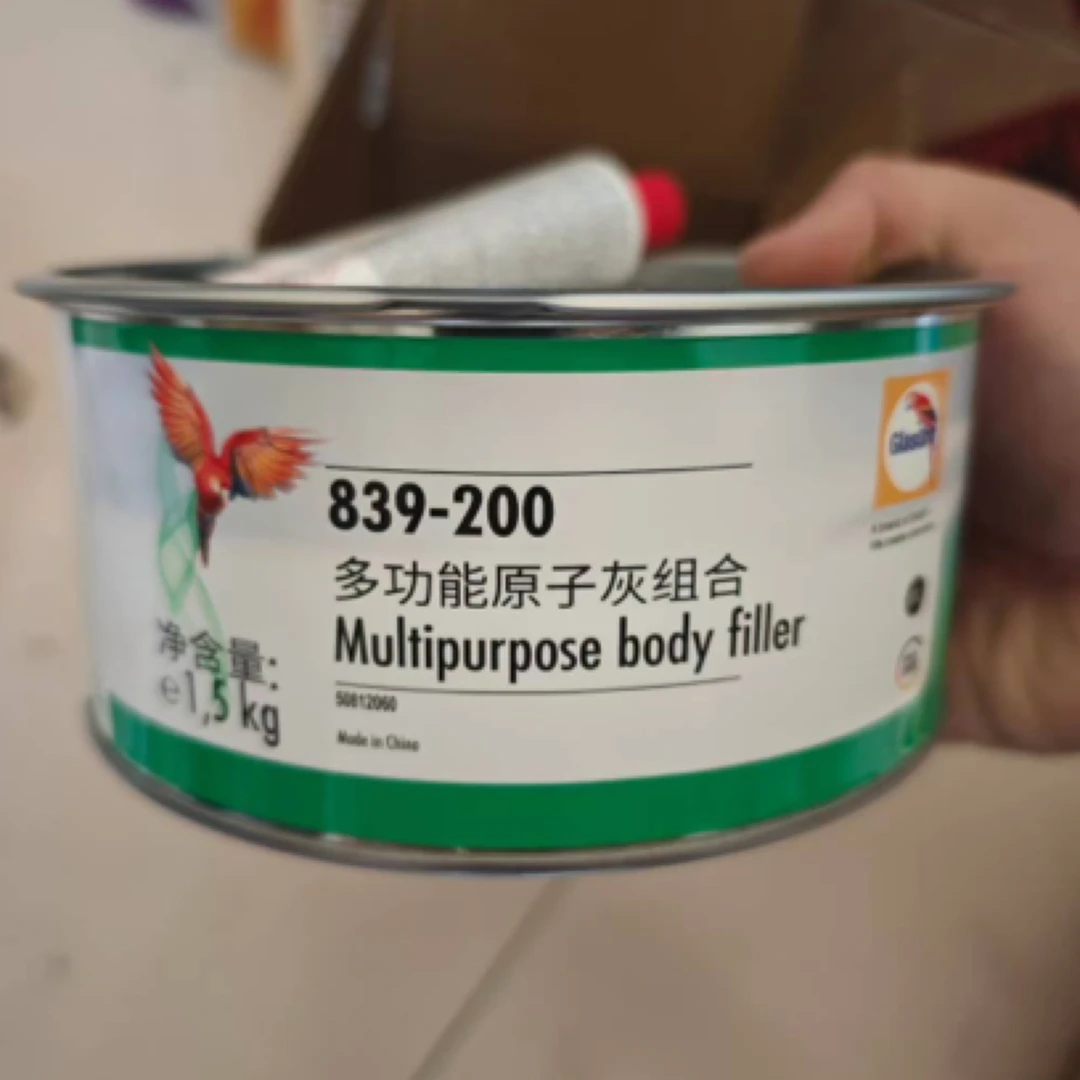 839-200
多功能原子灰组合
Multipurpose body filler
净含量:
e1,5 kg
50812060
Made in China